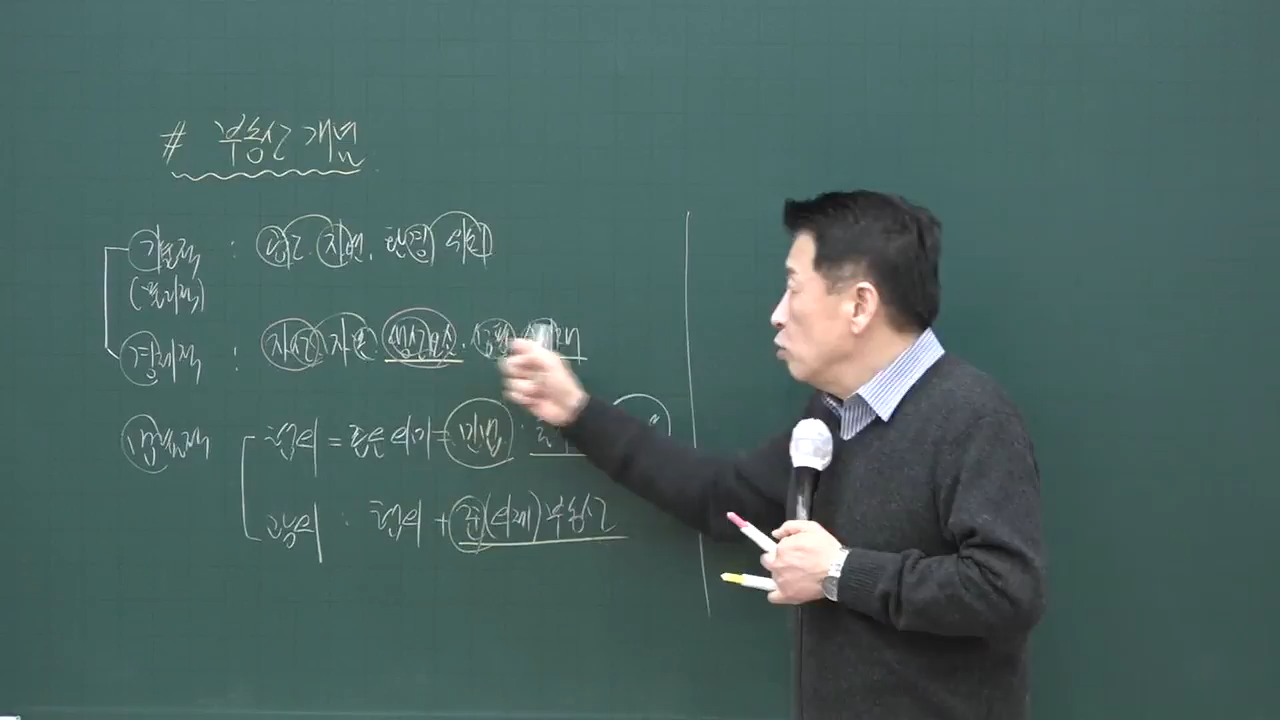 # 부동산 개념
기술적 : 공간. 자연. 환경 위치
(물리적)
경제적 : 자산. 자본. 생산요소. 상품
법률적
협의 = 좁은 의미 = 민법
광의 : 협의 + 준(의제)부동산